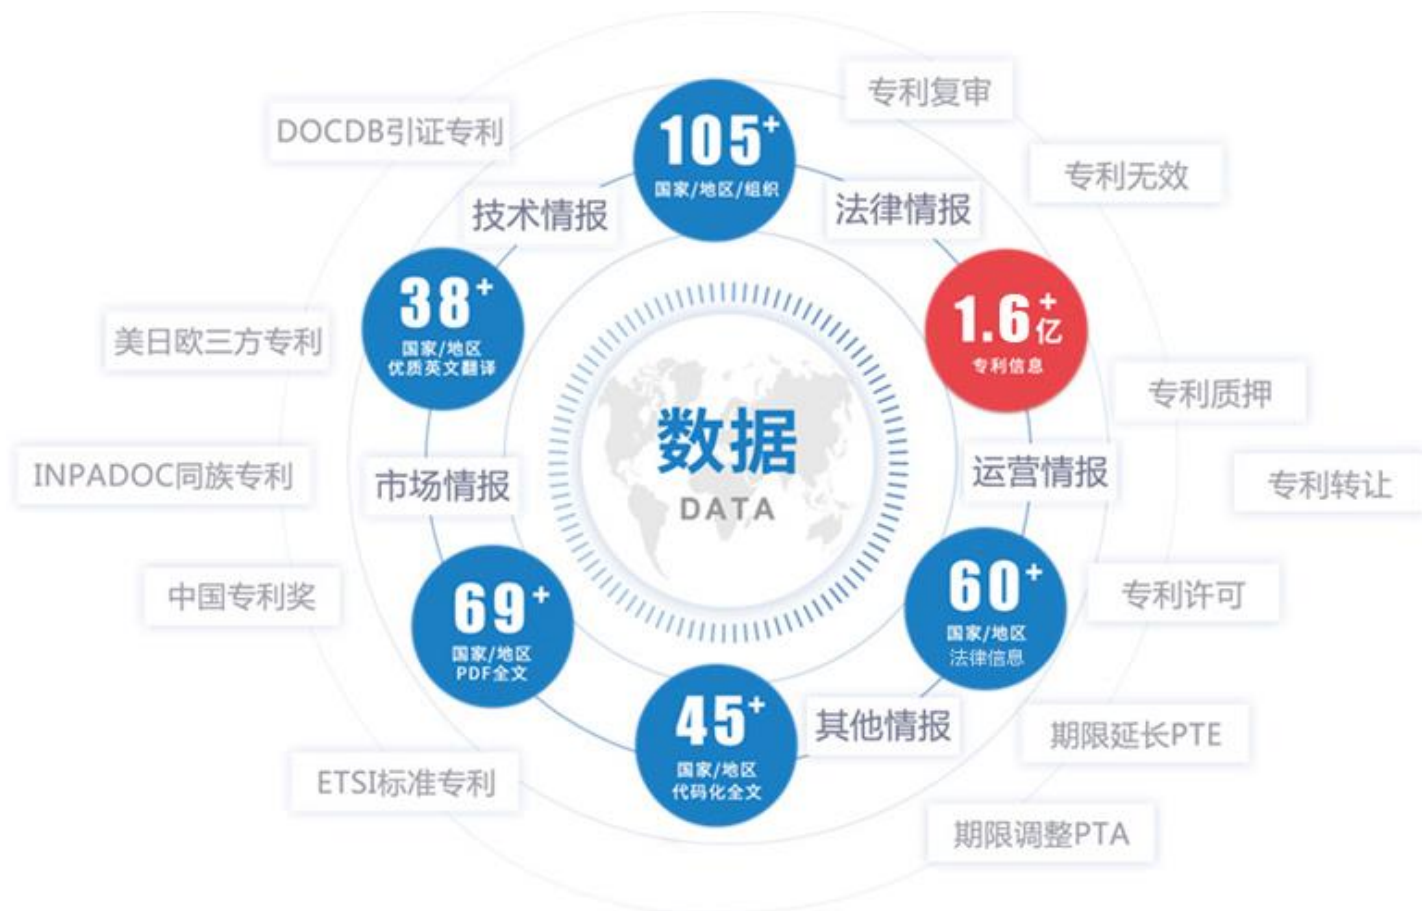 专利复审
DOCDB引证专利
105+
国家/地区/组织
专利无效
技术情报
法律情报
38+
国家/地区
优质英文翻译
1.6亿+
专利信息
美日欧三方专利
专利质押
数据
DATA
INPADOC同族专利
市场情报
运营情报
专利转让
中国专利奖
69+
国家/地区
PDF全文
60+
国家/地区
法律信息
专利许可
45+
国家/地区
代码化全文
其他情报
期限延长PTE
ETSI标准专利
期限调整PTA